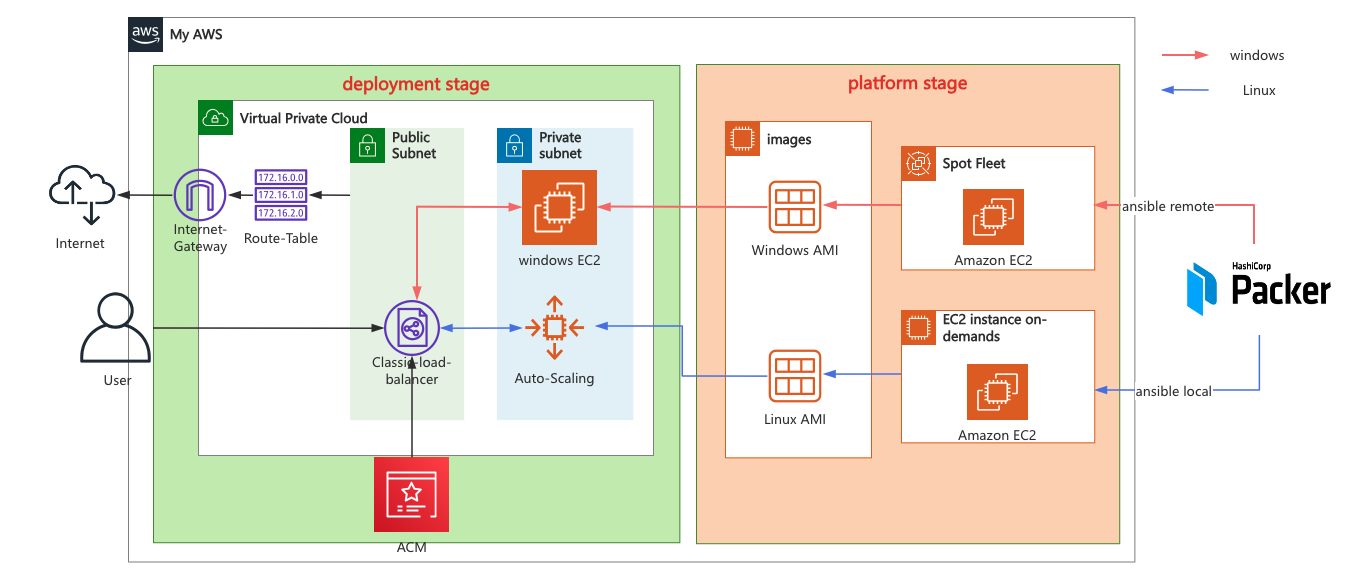 aws
My AWS
deployment stage
Virtual Private Cloud
Public
Subnet
Private
subnet
172.16.0.0
172.16.1.0
172.16.2.0
Internet
Internet-
Gateway
Route-Table
windows EC2
User
Classic-load-
balancer
Auto-Scaling
ACM
platform stage
images
Windows AMI
Linux AMI
Spot Fleet
Amazon EC2
EC2 instance on-
demands
Amazon EC2
windows
Linux
ansible remote
HashiCorp
Packer
ansible local